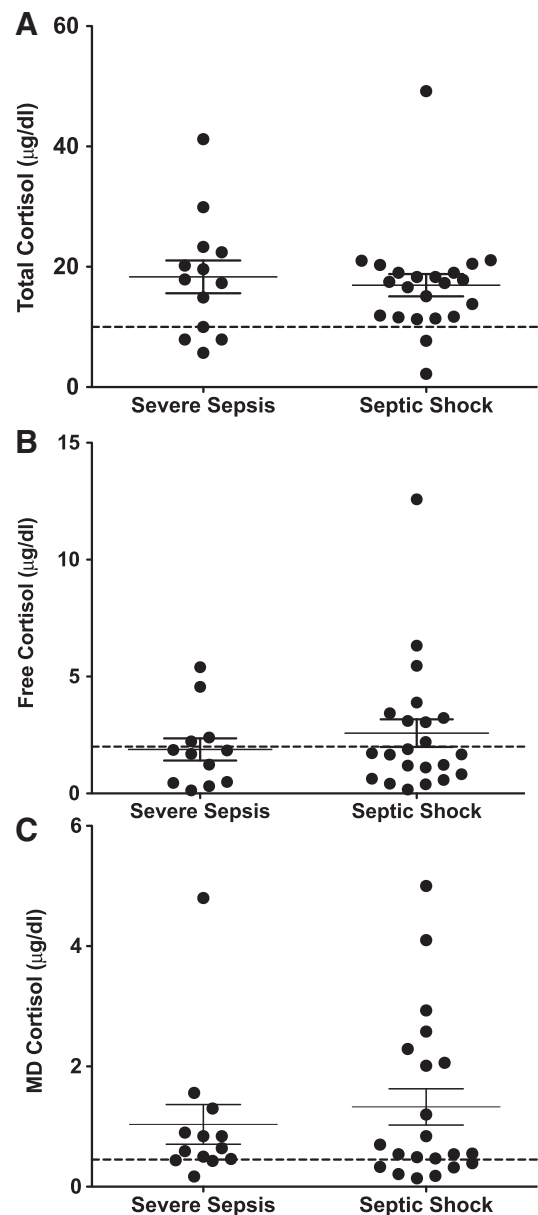 A
60
40
20
0
Total Cortisol (μg/dl)
Severe Sepsis Septic Shock
B
15
10
5
0
Free Cortisol (μg/dl)
Severe Sepsis Septic Shock
C
6
4
2
0
MD Cortisol (μg/dl)
Severe Sepsis Septic Shock